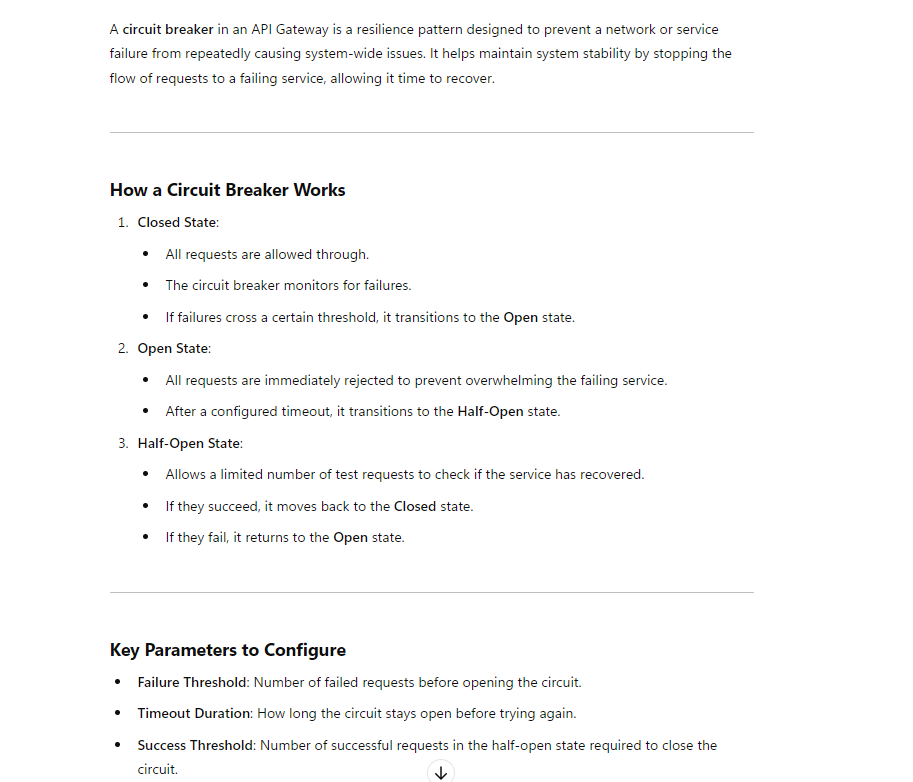 A circuit breaker in an API Gateway is a resilience pattern designed to prevent a network or service
failure from repeatedly causing system-wide issues. It helps maintain system stability by stopping the
flow of requests to a failing service, allowing it time to recover.
How a Circuit Breaker Works
1. Closed State:
• All requests are allowed through.
• The circuit breaker monitors for failures.
• If failures cross a certain threshold, it transitions to the Open state.
2. Open State:
• All requests are immediately rejected to prevent overwhelming the failing service.
• After a configured timeout, it transitions to the Half-Open state.
3. Half-Open State:
• Allows a limited number of test requests to check if the service has recovered.
• If they succeed, it moves back to the Closed state.
• If they fail, it returns to the Open state.
Key Parameters to Configure
• Failure Threshold: Number of failed requests before opening the circuit.
• Timeout Duration: How long the circuit stays open before trying again.
• Success Threshold: Number of successful requests in the half-open state required to close the
circuit.